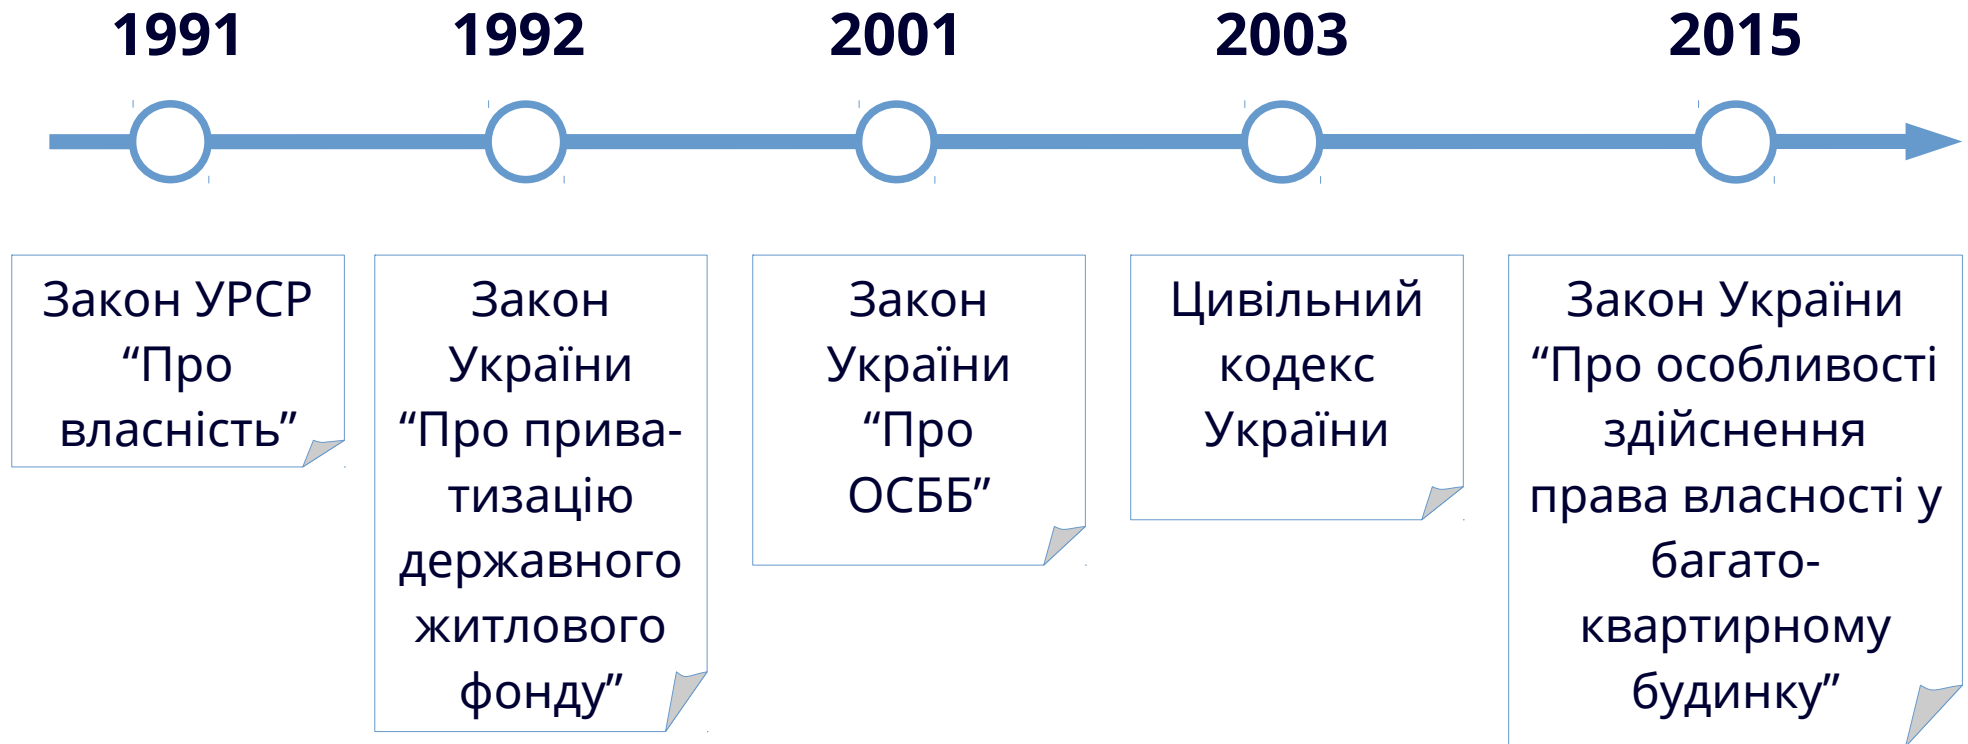 1991
1992
2001
2003
2015
Закон УРСР
“Про
власність”
Закон
України
“Про прива-
тизацію
державного
житлового
фонду”
Закон
України
“Про
ОСББ”
Цивільний
кодекс
України
Закон України
“Про особливості
здійснення
права власності у
багато-
квартирному
будинку”